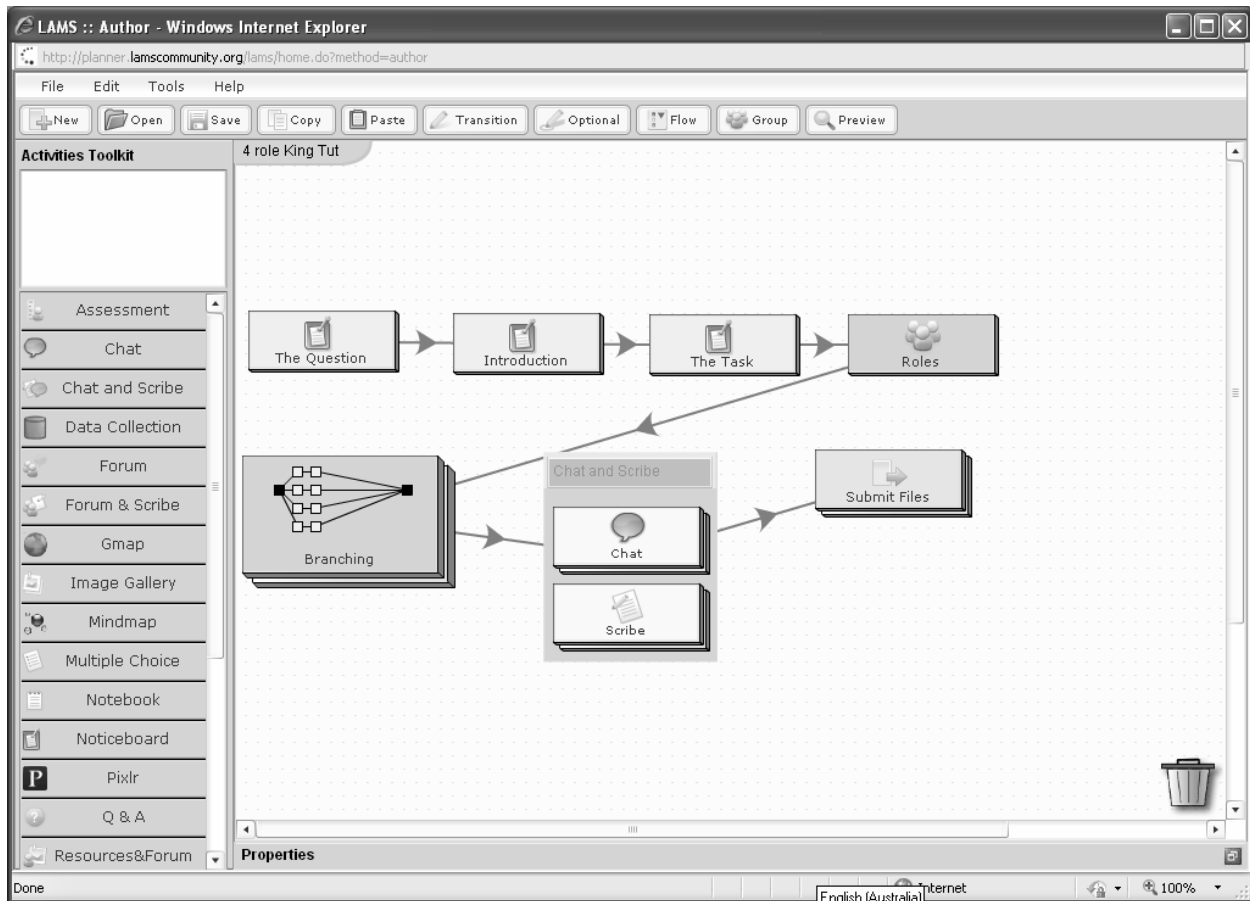 LAMS :: Author - Windows Internet Explorer
http://planner.lamscommunity.org/lams/home.do?method=author
File Edit Tools Help
New Open Save Copy Paste Transition Optional Flow Group Preview
Activities Toolkit
4 role King Tut
Assessment
Chat
Chat and Scribe
Data Collection
Forum
Forum & Scribe
Gmap
Image Gallery
Mindmap
Multiple Choice
Notebook
Noticeboard
P Pixlr
Q & A
Resources&Forum
The Question
Introduction
The Task
Roles
Branching
Chat and Scribe
Chat
Scribe
Submit Files
Properties
Done
English (Australia)
100%